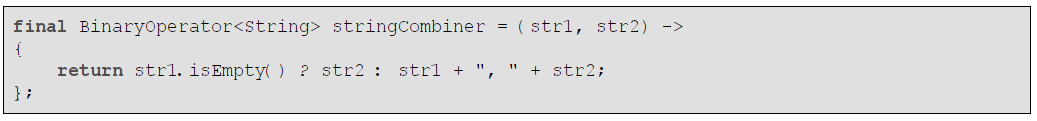 final BinaryOperator<String> stringCombiner = (str1, str2) ->
{
    return str1.isEmpty() ? str2 : str1 + ", " + str2;
};